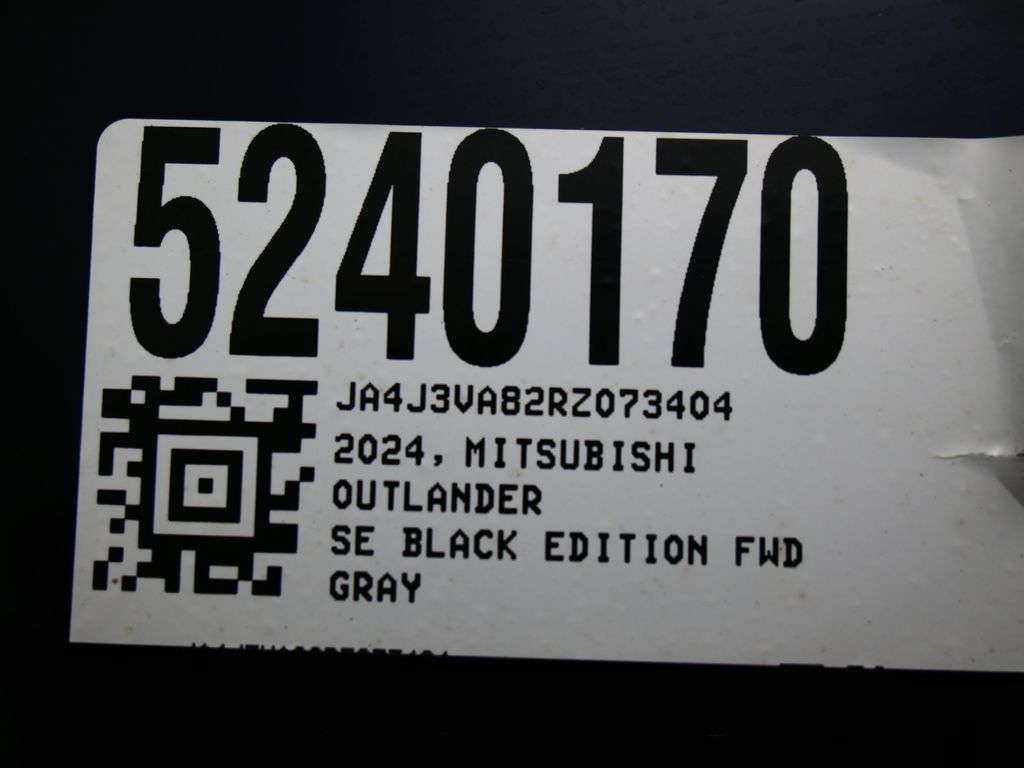 5240170
JA4J3VA82RZ073404
2024, MITSUBISHI
OUTLANDER
SE BLACK EDITION FWD
GRAY